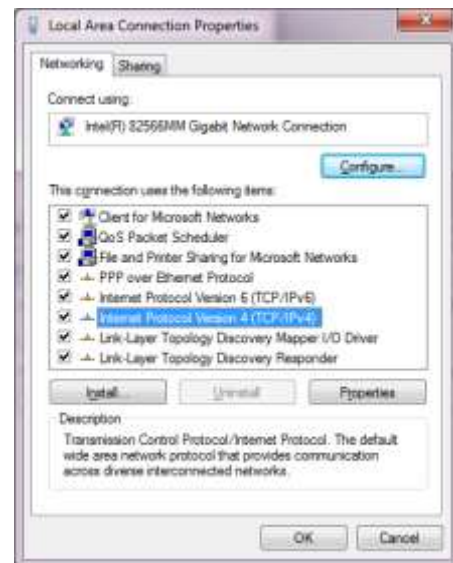 Local Area Connection Properties
Networking Sharing
Connect using:
Intel(R) 82566MM Gigabit Network Connection
Configure...
This connection uses the following items:
Client for Microsoft Networks
QoS Packet Scheduler
File and Printer Sharing for Microsoft Networks
PPP over Ethernet Protocol
Internet Protocol Version 6 (TCP/IPv6)
Internet Protocol Version 4 (TCP/IPv4)
Link-Layer Topology Discovery Mapper I/O Driver
Link-Layer Topology Discovery Responder
Install... Uninstall Properties
Description
Transmission Control Protocol/Internet Protocol. The default
wide area network protocol that provides communication
across diverse interconnected networks.
OK Cancel